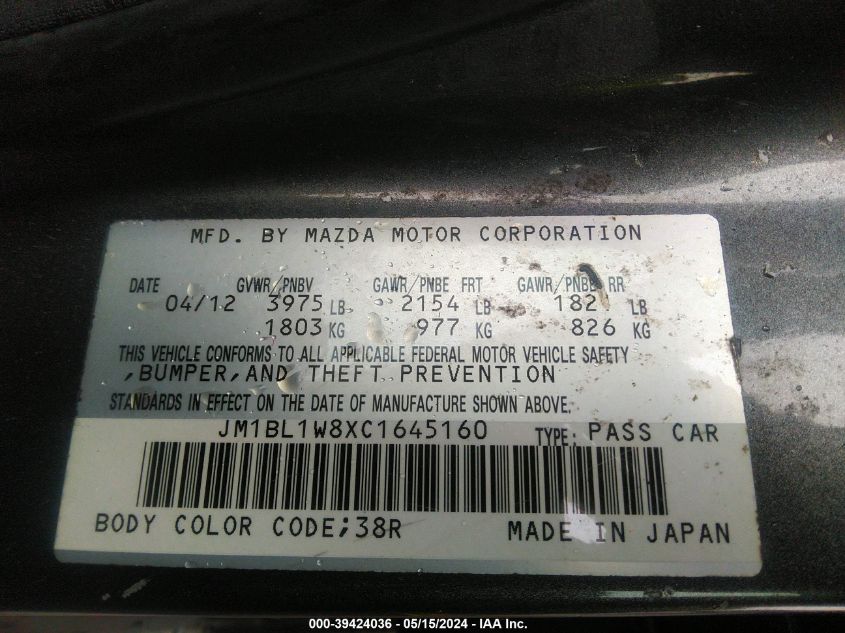 MFD. BY MAZDA MOTOR CORPORATION
DATE GVWR/PNBV GAWR/PNBE FRT GAWR/PNBE RR
04/12 3975 LB 2154 LB 182 LB
1803 KG 977 KG 826 KG
THIS VEHICLE CONFORMS TO ALL APPLICABLE FEDERAL MOTOR VEHICLE SAFETY
,BUMPER,AND THEFT PREVENTION
STANDARDS IN EFFECT ON THE DATE OF MANUFACTURE SHOWN ABOVE.
JM1BL1W8XC1645160 TYPE: PASS CAR
BODY COLOR CODE;38R MADE IN JAPAN
000-39424036 - 05/15/2024 - IAA Inc.